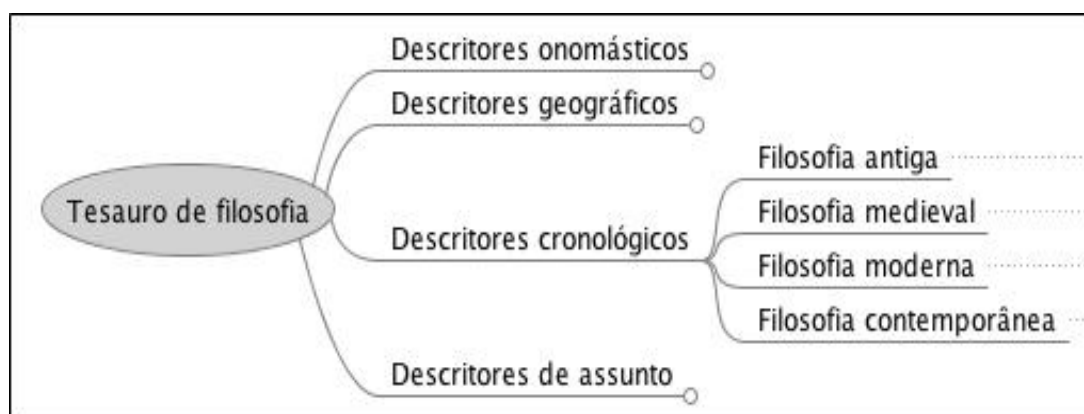 Tesauro de filosofia
Descritores onomásticos
Descritores geográficos
Descritores cronológicos
Filosofia antiga
Filosofia medieval
Filosofia moderna
Filosofia contemporânea
Descritores de assunto